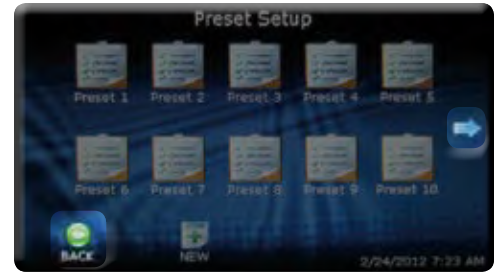 Preset Setup
Preset 1 Preset 2 Preset 3 Preset 4 Preset 5
Preset 6 Preset 7 Preset 8 Preset 9 Preset 10
BACK NEW 2/24/2012 7:23 AM